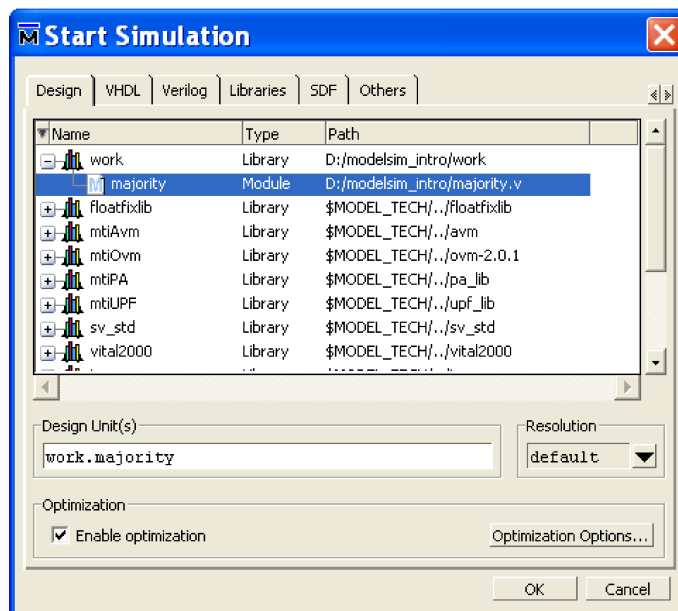 Start Simulation
Design VHDL Verilog Libraries SDF Others
Name Type Path
work Library D:/modelsim_intro/work
majority Module D:/modelsim_intro/majority.v
floatfixlib Library $MODEL_TECH/../floatfixlib
mtiAvm Library $MODEL_TECH/../avm
mtiOvm Library $MODEL_TECH/../ovm-2.0.1
mtiPA Library $MODEL_TECH/../pa_lib
mtiUPF Library $MODEL_TECH/../upf_lib
sv_std Library $MODEL_TECH/../sv_std
vital2000 Library $MODEL_TECH/../vital2000
Design Unit(s) Resolution
work.majority default
Optimization
Enable optimization Optimization Options...
OK Cancel